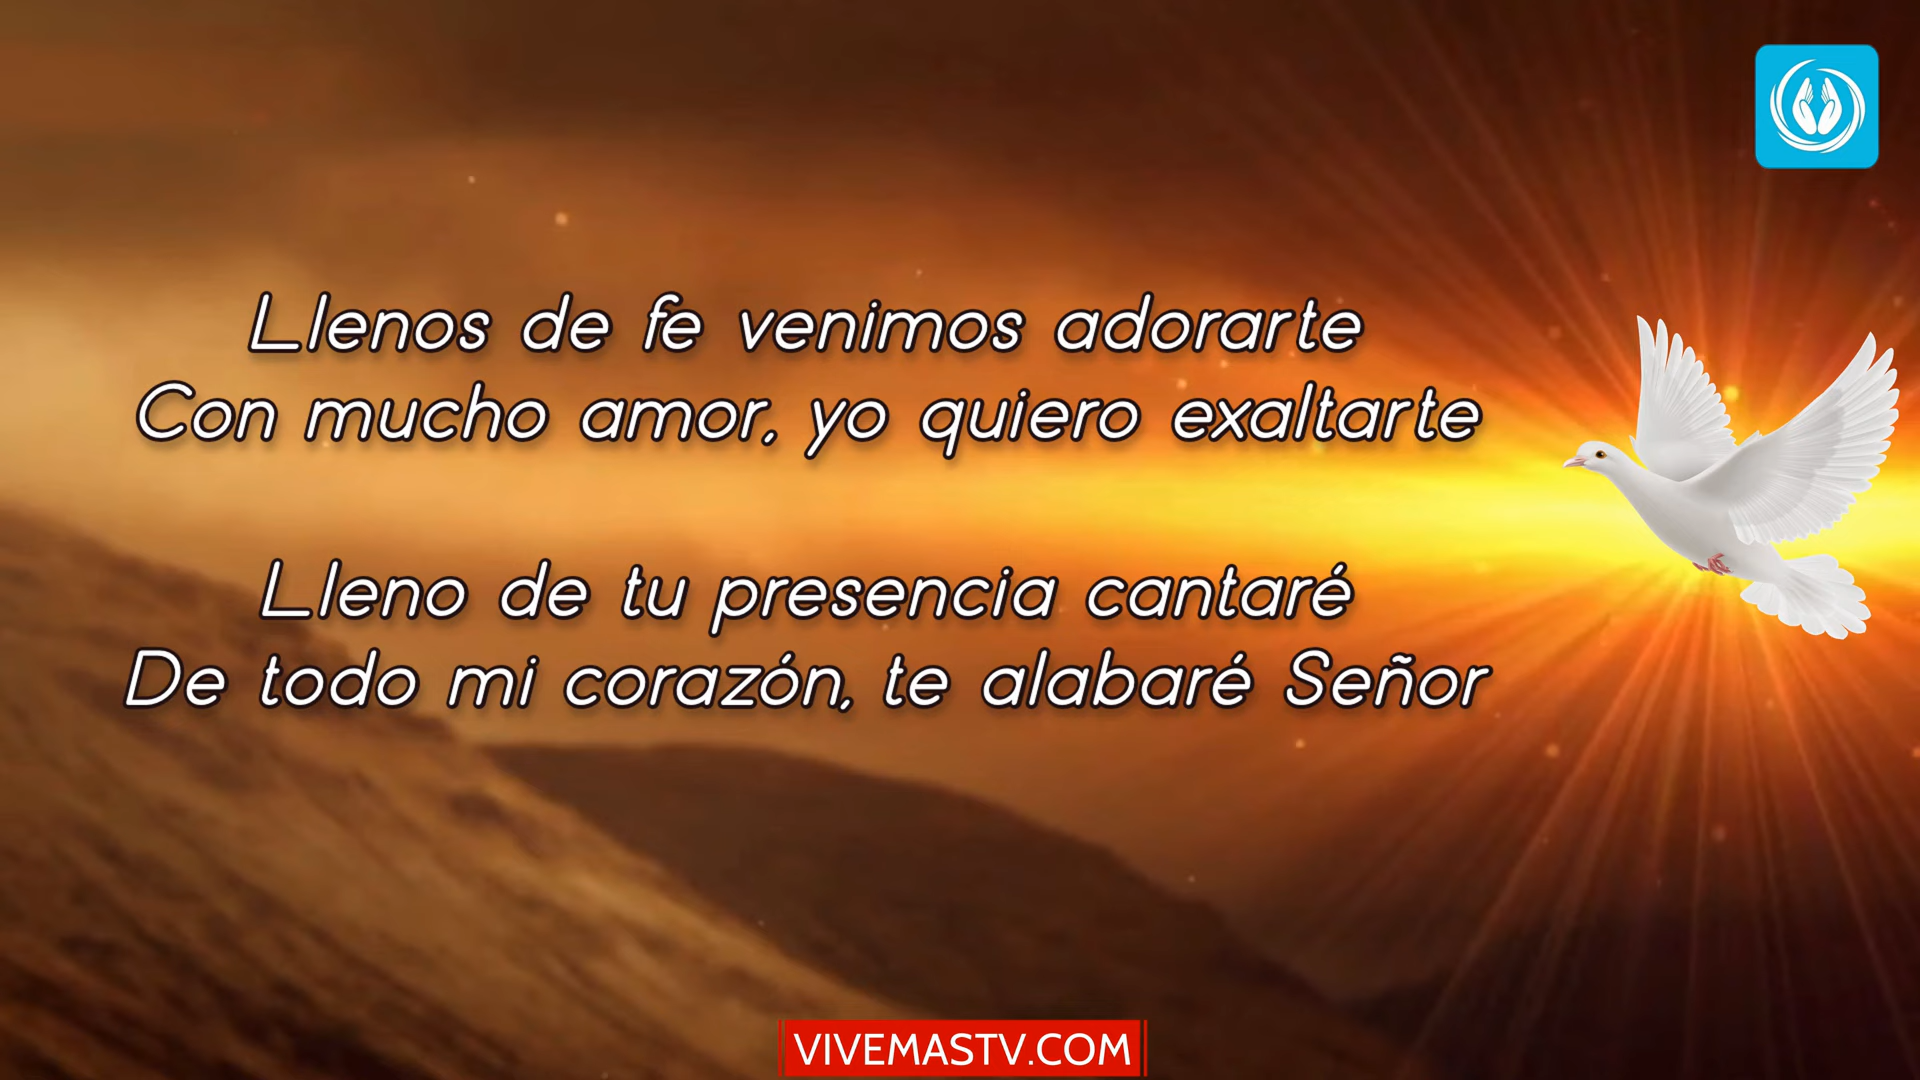 Llenos de fe venimos adorarte
Con mucho amor, yo quiero exaltarte
Lleno de tu presencia cantaré
De todo mi corazón, te alabaré Señor
VIVEMASTV.COM